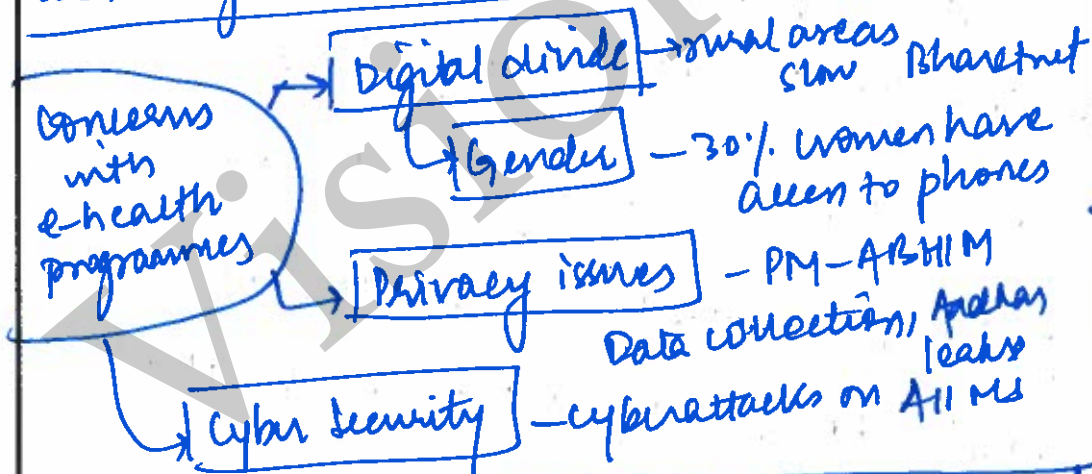 Digital divide → rural areas
slow Bharatnet
Gender - 30% women have
access to phones
Concerns
with
e-health
programmes
Privacy issues - PM-ABHIM
Data collection, Aadhar
leaks
Cyber Security - cyberattacks on AIIMS
Vision